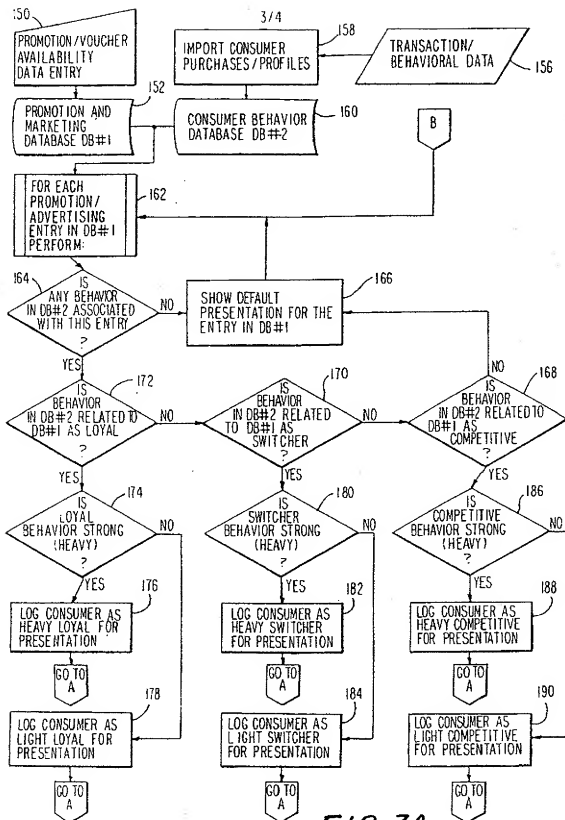 150
3/4
158
PROMOTION/VOUCHER
AVAILABILITY
DATA ENTRY
IMPORT CONSUMER
PURCHASES/PROFILES
TRANSACTION/
BEHAVIORAL DATA
156
152
160
PROMOTION AND
MARKETING
DATABASE DB#1
CONSUMER BEHAVIOR
DATABASE DB#2
B
FOR EACH
PROMOTION/
ADVERTISING
ENTRY IN DB#1
PERFORM:
162
164
IS
ANY BEHAVIOR
IN DB#2 ASSOCIATED
WITH THIS ENTRY
?
NO
YES
166
SHOW DEFAULT
PRESENTATION FOR THE
ENTRY IN DB#1
NO
172
IS
BEHAVIOR
IN DB#2 RELATED TO
DB#1 AS LOYAL
?
NO
YES
170
IS
BEHAVIOR
IN DB#2 RELATED
TO DB#1 AS
SWITCHER
?
NO
YES
168
IS
BEHAVIOR
IN DB#2 RELATED TO
DB#1 AS
COMPETITIVE
?
YES
174
IS
LOYAL
BEHAVIOR STRONG
(HEAVY)
?
NO
YES
180
IS
SWITCHER
BEHAVIOR STRONG
(HEAVY)
?
NO
YES
186
IS
COMPETITIVE
BEHAVIOR STRONG
(HEAVY)
?
NO
YES
176
LOG CONSUMER AS
HEAVY LOYAL FOR
PRESENTATION
182
LOG CONSUMER AS
HEAVY SWITCHER
FOR PRESENTATION
188
LOG CONSUMER AS
HEAVY COMPETITIVE
FOR PRESENTATION
GO TO
A
GO TO
A
GO TO
A
178
LOG CONSUMER AS
LIGHT LOYAL FOR
PRESENTATION
184
LOG CONSUMER AS
LIGHT SWITCHER
FOR PRESENTATION
190
LOG CONSUMER AS
LIGHT COMPETITIVE
FOR PRESENTATION
GO TO
A
GO TO
A
GO TO
A